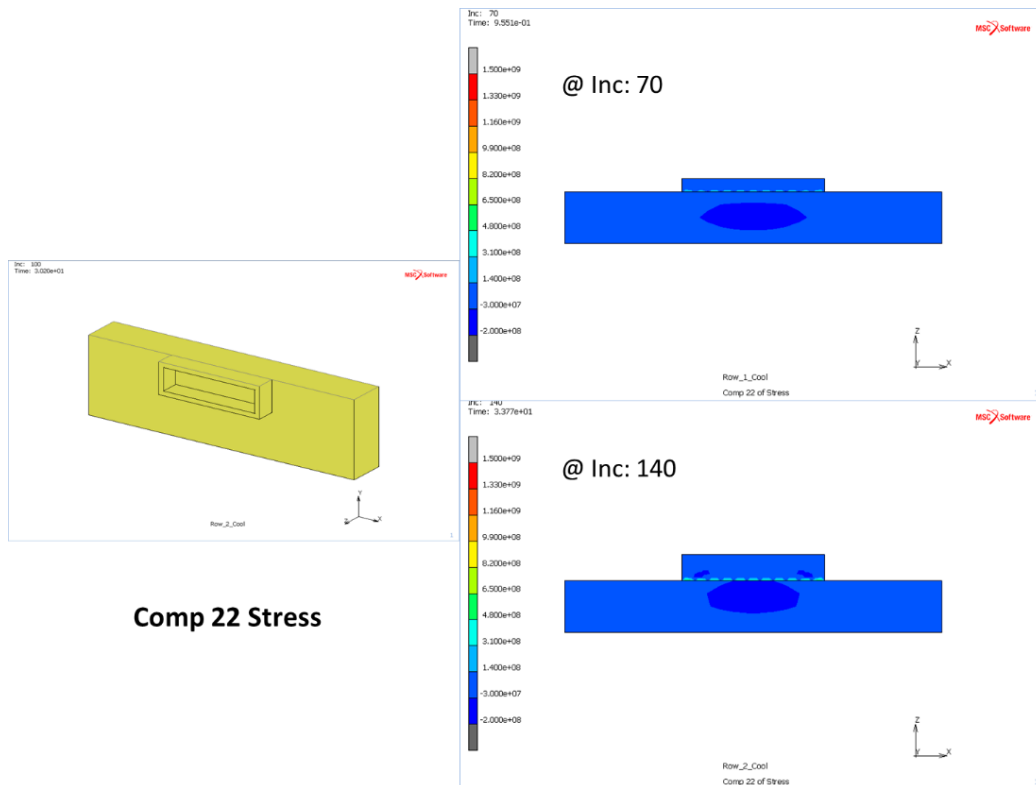 Inc: 70
Time: 9.551e-01
MSC Software
@ Inc: 70
1.500e+09
1.330e+09
1.160e+09
9.900e+08
8.200e+08
6.500e+08
4.800e+08
3.100e+08
1.400e+08
-3.000e+07
-2.000e+08
Z
Y X
Row_1_Cool
Comp 22 of Stress
Inc: 100
Time: 3.020e+01
MSC Software
Y
Z X
Row_2_Cool
1
Comp 22 Stress
Inc: 140
Time: 3.377e+01
MSC Software
@ Inc: 140
1.500e+09
1.330e+09
1.160e+09
9.900e+08
8.200e+08
6.500e+08
4.800e+08
3.100e+08
1.400e+08
-3.000e+07
-2.000e+08
Z
Y X
Row_2_Cool
Comp 22 of Stress